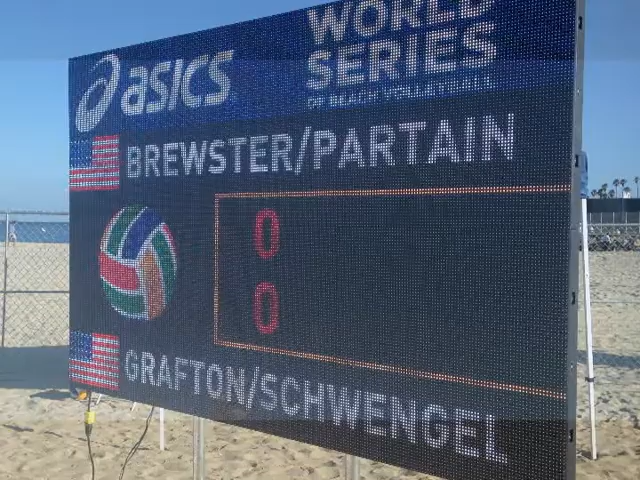 asics
WORLD
SERIES
OF BEACH VOLLEYBALL
BREWSTER/PARTAIN
0
0
GRAFTON/SCHWENGEL